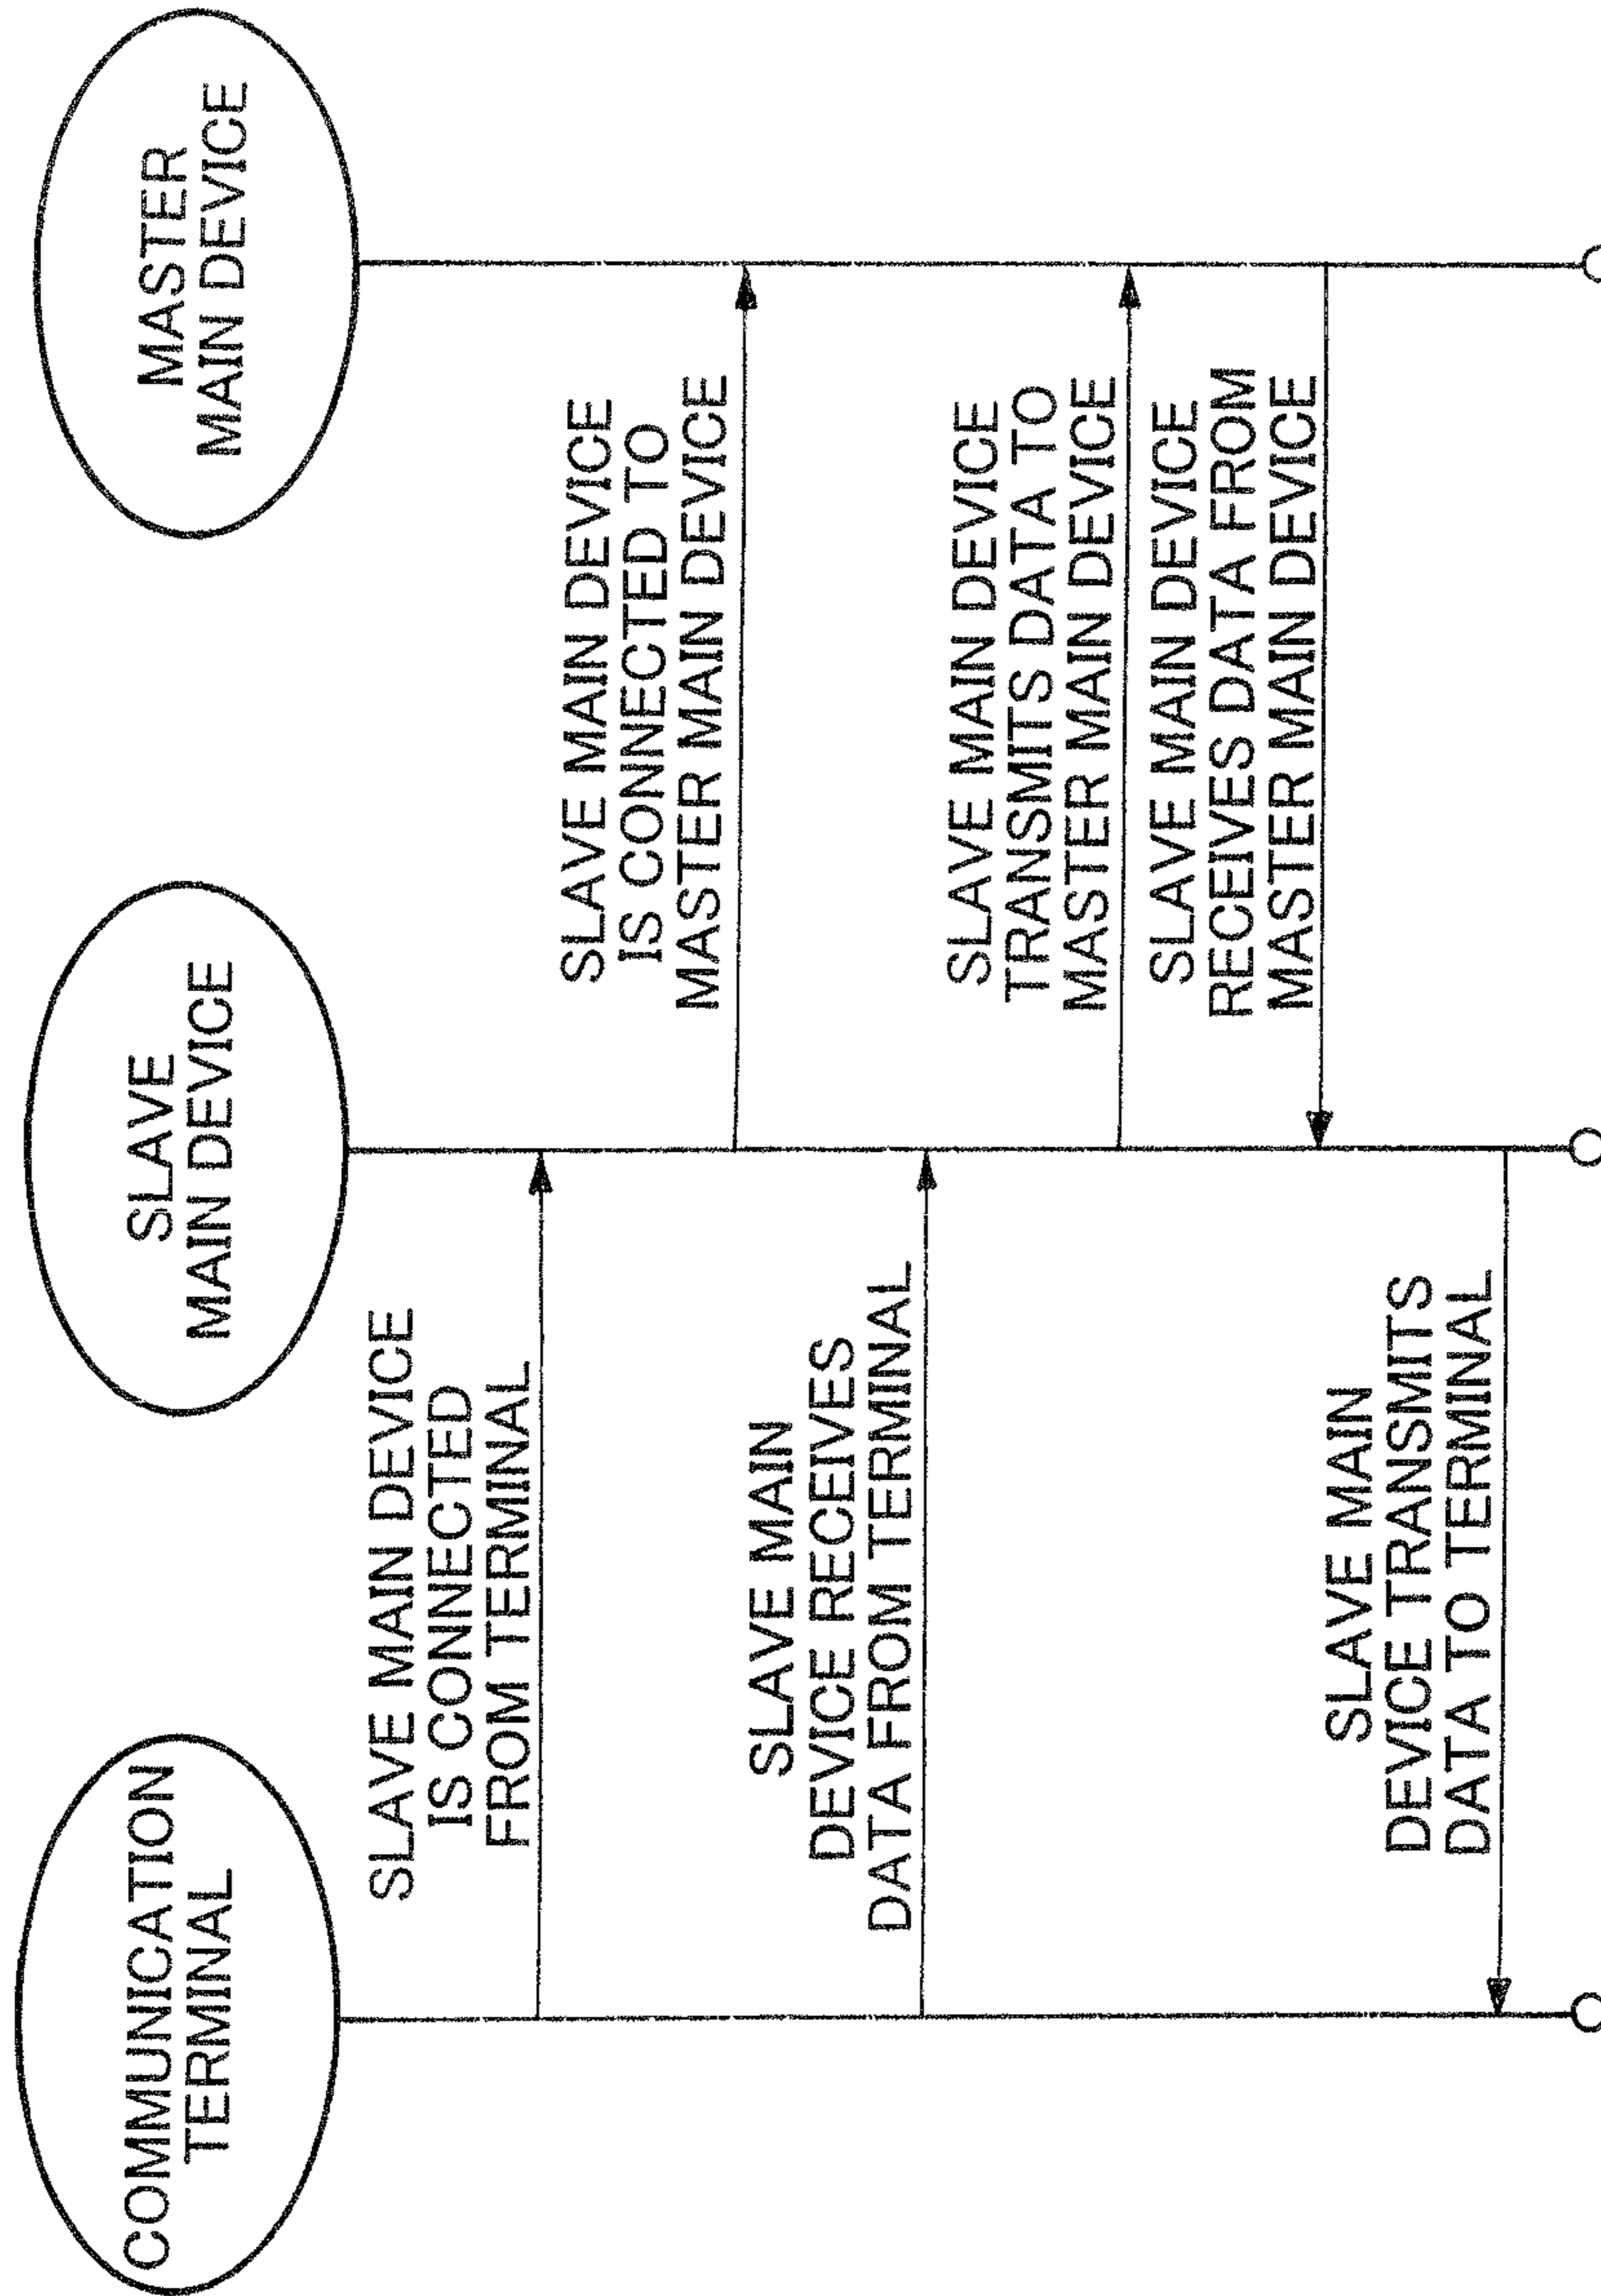 COMMUNICATION
TERMINAL
SLAVE
MAIN DEVICE
MASTER
MAIN DEVICE
SLAVE MAIN DEVICE
IS CONNECTED
FROM TERMINAL
SLAVE MAIN DEVICE
IS CONNECTED TO
MASTER MAIN DEVICE
SLAVE MAIN
DEVICE RECEIVES
DATA FROM TERMINAL
SLAVE MAIN DEVICE
TRANSMITS DATA TO
MASTER MAIN DEVICE
SLAVE MAIN DEVICE
RECEIVES DATA FROM
MASTER MAIN DEVICE
SLAVE MAIN
DEVICE TRANSMITS
DATA TO TERMINAL